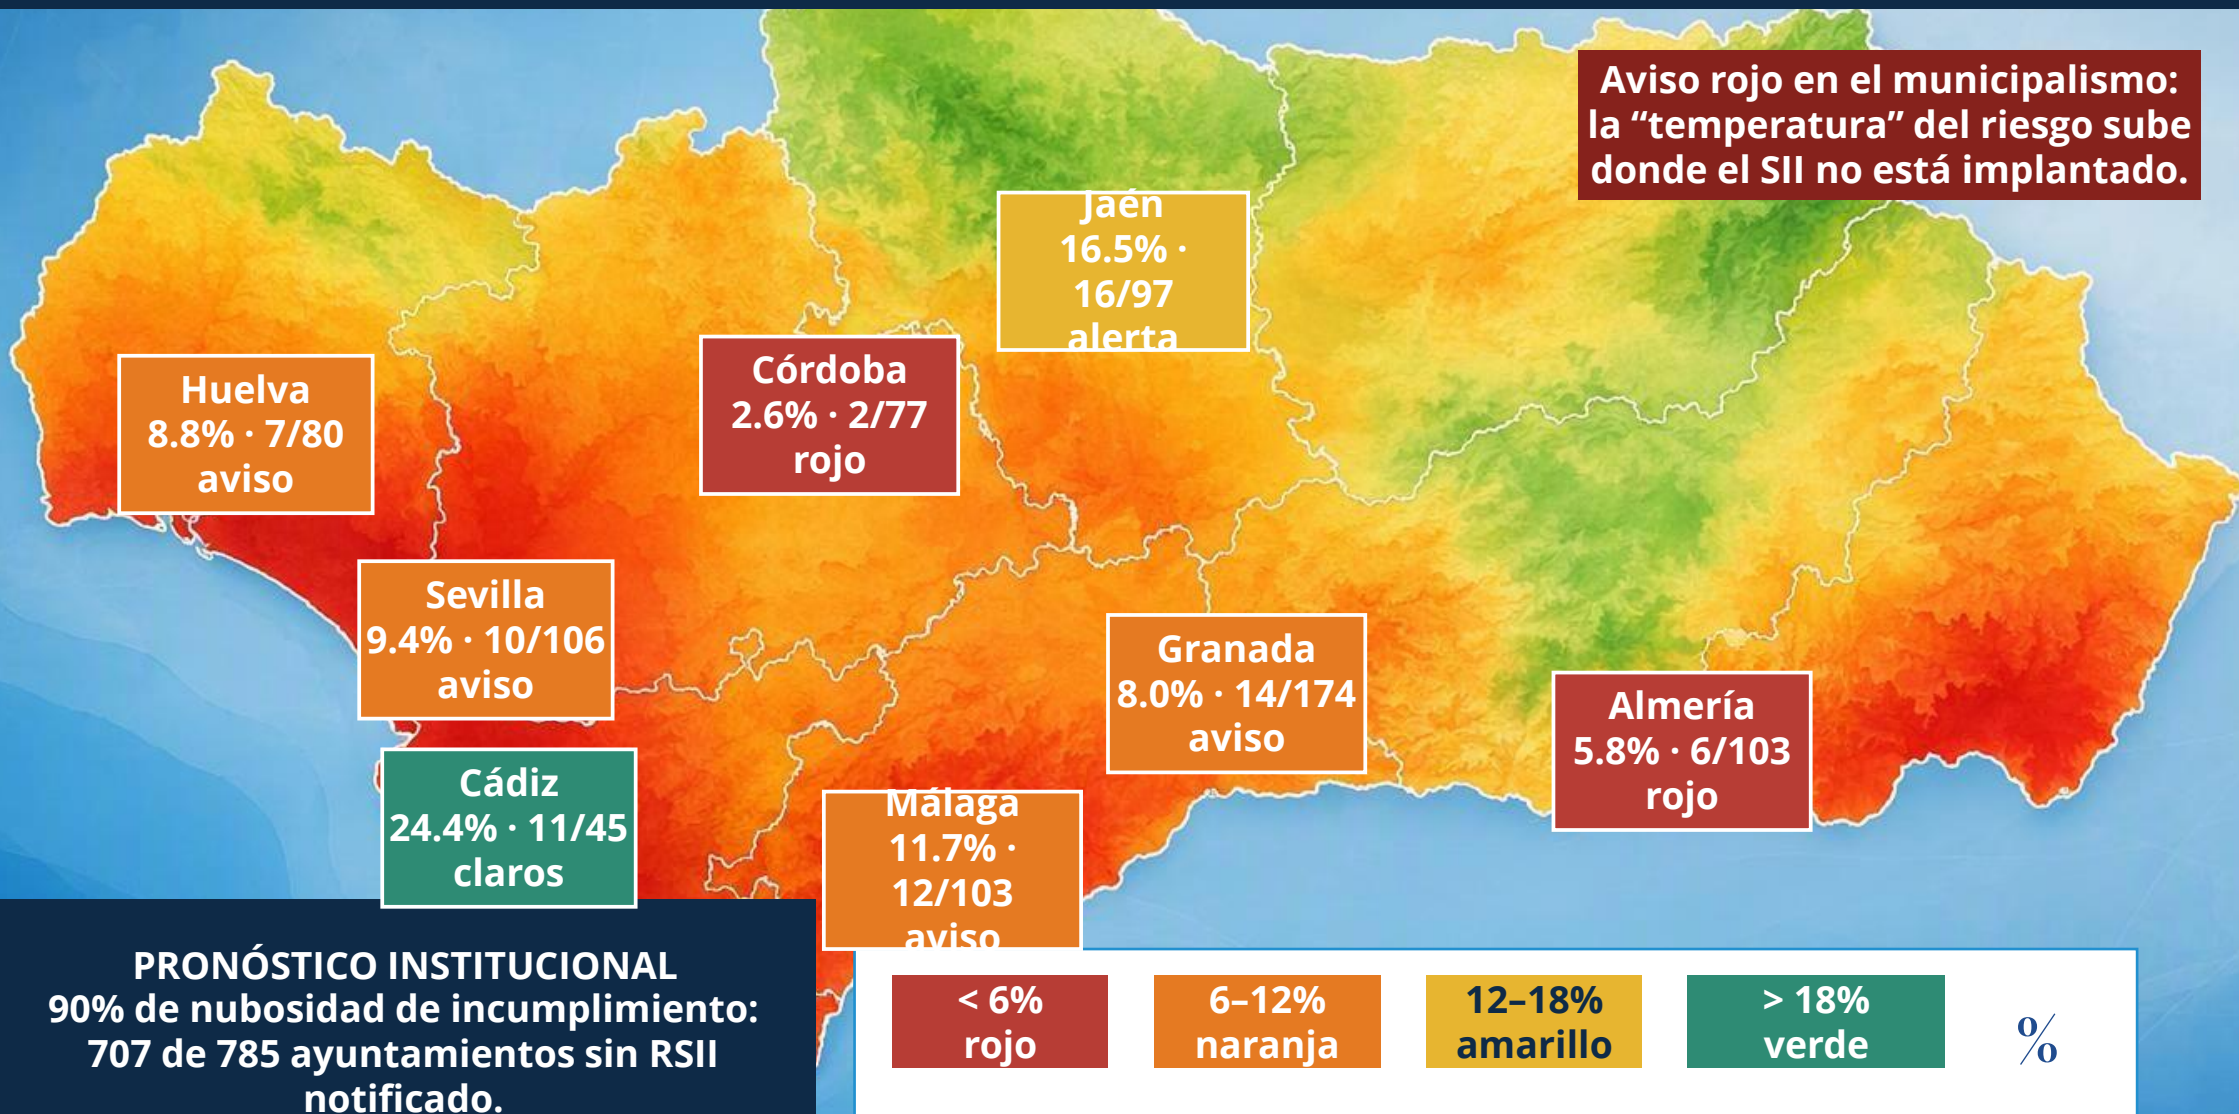 Aviso rojo en el municipalismo:
la “temperatura” del riesgo sube
donde el SII no está implantado.
Jaén
16.5% ·
16/97
alerta
Huelva
8.8% · 7/80
aviso
Córdoba
2.6% · 2/77
rojo
Sevilla
9.4% · 10/106
aviso
Granada
8.0% · 14/174
aviso
Almería
5.8% · 6/103
rojo
Cádiz
24.4% · 11/45
claros
Málaga
11.7% ·
12/103
aviso
PRONÓSTICO INSTITUCIONAL
90% de nubosidad de incumplimiento:
707 de 785 ayuntamientos sin RSII
notificado.
< 6%
rojo
6–12%
naranja
12–18%
amarillo
> 18%
verde
%